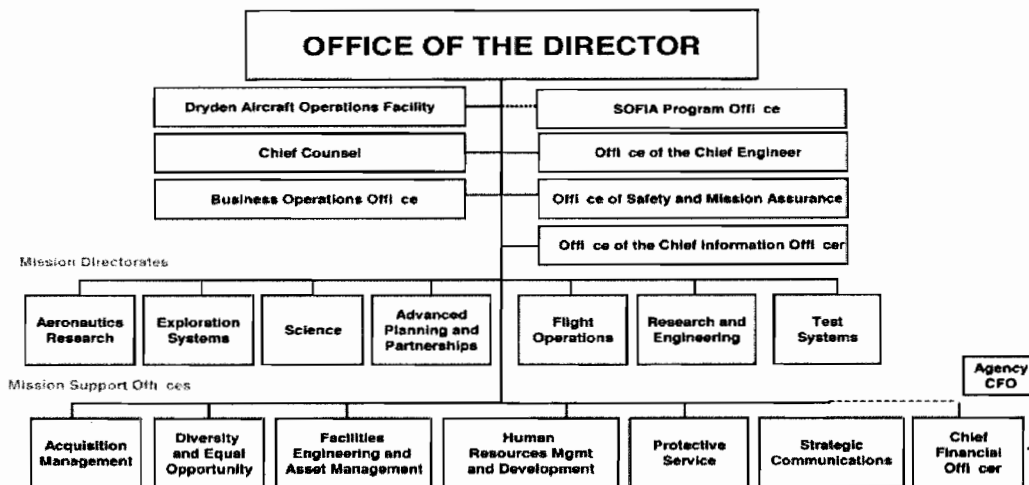 OFFICE OF THE DIRECTOR
Dryden Aircraft Operations Facility
SOFIA Program Offi ce
Chief Counsel
Offi ce of the Chief Engineer
Business Operations Offi ce
Offi ce of Safety and Mission Assurance
Offi ce of the Chief Information Offi cer
Mission Directorates
Aeronautics
Research
Exploration
Systems
Science
Advanced
Planning and
Partnerships
Flight
Operations
Research and
Engineering
Test
Systems
Agency
CFO
Mission Support Offi ces
Acquisition
Management
Diversity
and Equal
Opportunity
Facilities
Engineering and
Asset Management
Human
Resources Mgmt
and Development
Protective
Service
Strategic
Communications
Chief
Financial
Offi cer